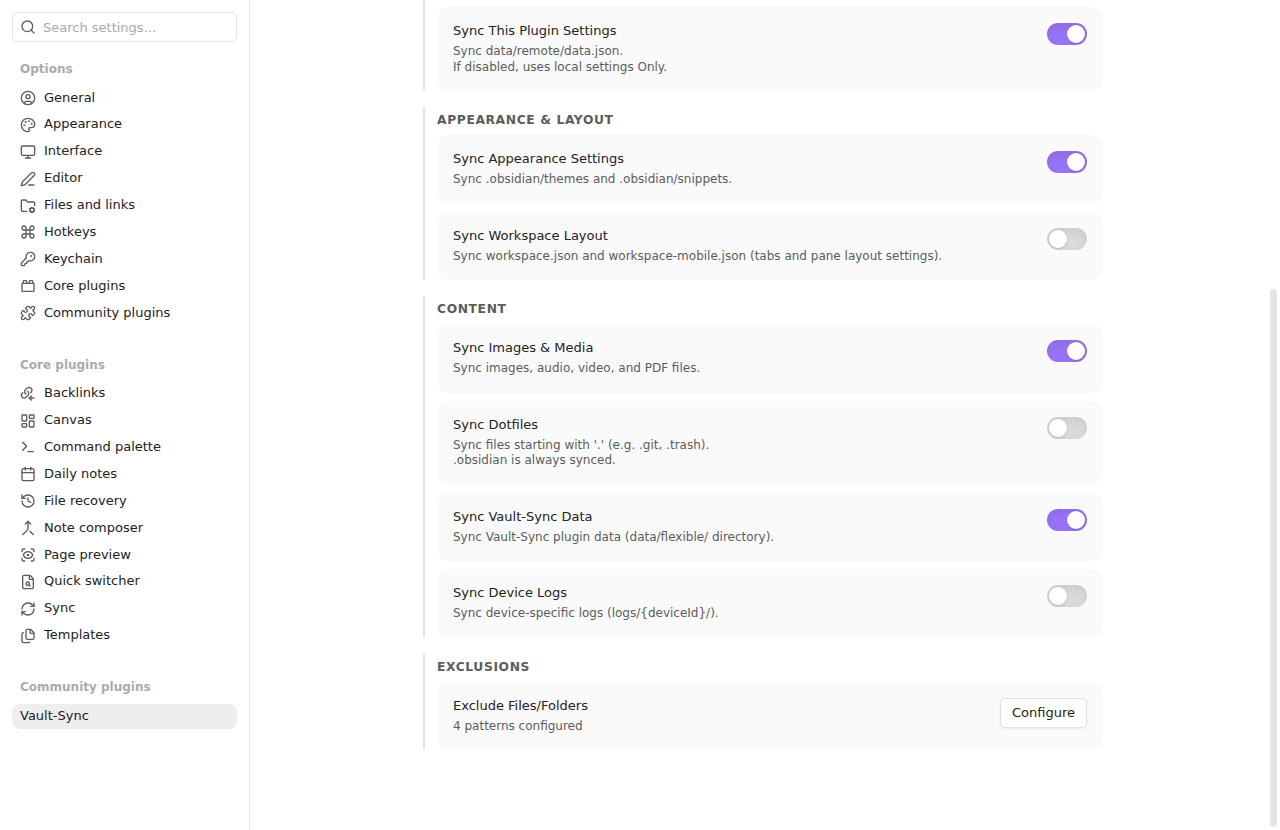 Search settings...
Options
General
Appearance
Interface
Editor
Files and links
Hotkeys
Keychain
Core plugins
Community plugins
Core plugins
Backlinks
Canvas
Command palette
Daily notes
File recovery
Note composer
Page preview
Quick switcher
Sync
Templates
Community plugins
Vault-Sync
Sync This Plugin Settings
Sync data/remote/data.json.
If disabled, uses local settings Only.
APPEARANCE & LAYOUT
Sync Appearance Settings
Sync .obsidian/themes and .obsidian/snippets.
Sync Workspace Layout
Sync workspace.json and workspace-mobile.json (tabs and pane layout settings).
CONTENT
Sync Images & Media
Sync images, audio, video, and PDF files.
Sync Dotfiles
Sync files starting with '.' (e.g. .git, .trash).
.obsidian is always synced.
Sync Vault-Sync Data
Sync Vault-Sync plugin data (data/flexible/ directory).
Sync Device Logs
Sync device-specific logs (logs/{deviceId}/).
EXCLUSIONS
Exclude Files/Folders
4 patterns configured
Configure